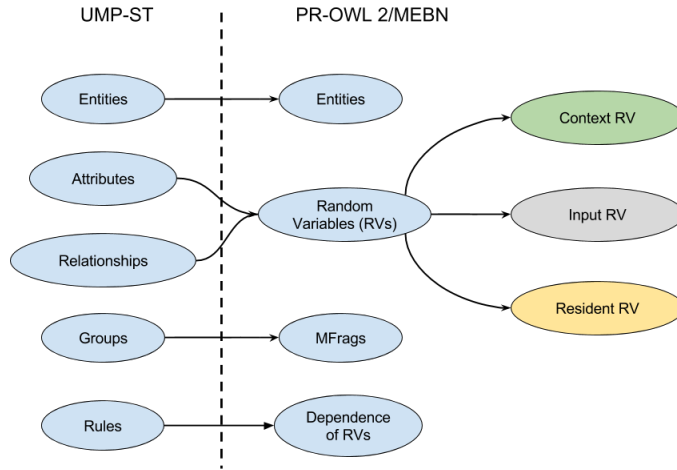 UMP-ST
PR-OWL 2/MEBN
Entities
Entities
Context RV
Attributes
Random
Variables (RVs)
Input RV
Relationships
Resident RV
Groups
MFrags
Rules
Dependence
of RVs